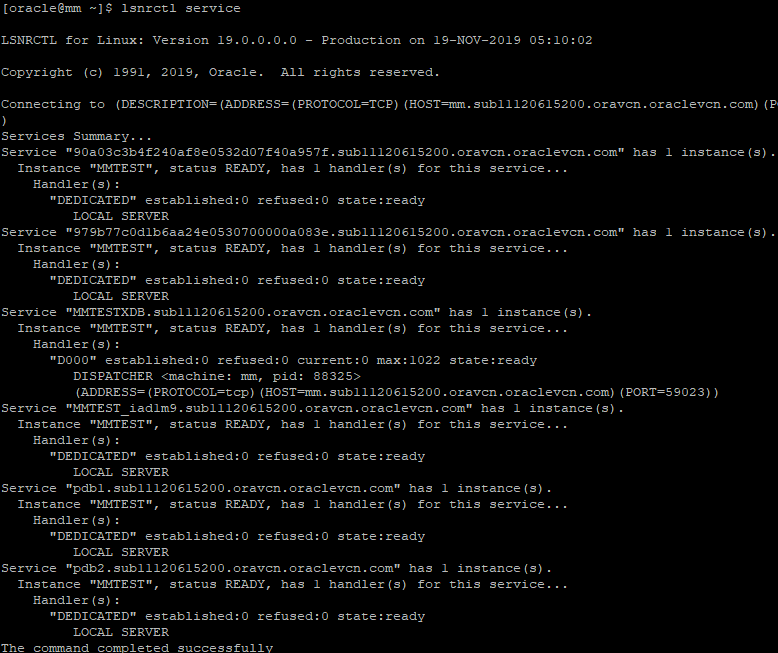 [oracle@mm ~]$ lsnrctl service
LSNRCTL for Linux: Version 19.0.0.0.0 - Production on 19-NOV-2019 05:10:02
Copyright (c) 1991, 2019, Oracle.  All rights reserved.
Connecting to (DESCRIPTION=(ADDRESS=(PROTOCOL=TCP)(HOST=mm.sub11120615200.oravcn.oraclevcn.com)(P
)
Services Summary...
Service "90a03c3b4f240af8e0532d07f40a957f.sub11120615200.oravcn.oraclevcn.com" has 1 instance(s).
  Instance "MMTEST", status READY, has 1 handler(s) for this service...
    Handler(s):
      "DEDICATED" established:0 refused:0 state:ready
         LOCAL SERVER
Service "979b77c0d1b6aa24e0530700000a083e.sub11120615200.oravcn.oraclevcn.com" has 1 instance(s).
  Instance "MMTEST", status READY, has 1 handler(s) for this service...
    Handler(s):
      "DEDICATED" established:0 refused:0 state:ready
         LOCAL SERVER
Service "MMTESTXDB.sub11120615200.oravcn.oraclevcn.com" has 1 instance(s).
  Instance "MMTEST", status READY, has 1 handler(s) for this service...
    Handler(s):
      "D000" established:0 refused:0 current:0 max:1022 state:ready
         DISPATCHER <machine: mm, pid: 88325>
         (ADDRESS=(PROTOCOL=tcp)(HOST=mm.sub11120615200.oravcn.oraclevcn.com)(PORT=59023))
Service "MMTEST_iad1m9.sub11120615200.oravcn.oraclevcn.com" has 1 instance(s).
  Instance "MMTEST", status READY, has 1 handler(s) for this service...
    Handler(s):
      "DEDICATED" established:0 refused:0 state:ready
         LOCAL SERVER
Service "pdb1.sub11120615200.oravcn.oraclevcn.com" has 1 instance(s).
  Instance "MMTEST", status READY, has 1 handler(s) for this service...
    Handler(s):
      "DEDICATED" established:0 refused:0 state:ready
         LOCAL SERVER
Service "pdb2.sub11120615200.oravcn.oraclevcn.com" has 1 instance(s).
  Instance "MMTEST", status READY, has 1 handler(s) for this service...
    Handler(s):
      "DEDICATED" established:0 refused:0 state:ready
         LOCAL SERVER
The command completed successfully